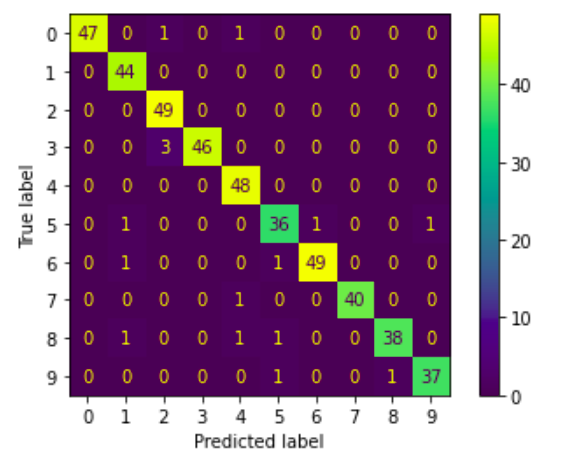 0 47 0 1 0 1 0 0 0 0 0
1 0 44 0 0 0 0 0 0 0 0
2 0 0 49 0 0 0 0 0 0 0
3 0 0 3 46 0 0 0 0 0 0
4 0 0 0 0 48 0 0 0 0 0
5 0 1 0 0 0 36 1 0 0 1
6 0 1 0 0 0 1 49 0 0 0
7 0 0 0 0 1 0 0 40 0 0
8 0 1 0 0 1 1 0 0 38 0
9 0 0 0 0 0 1 0 0 1 37
0 1 2 3 4 5 6 7 8 9
Predicted label
True label
40
30
20
10
0